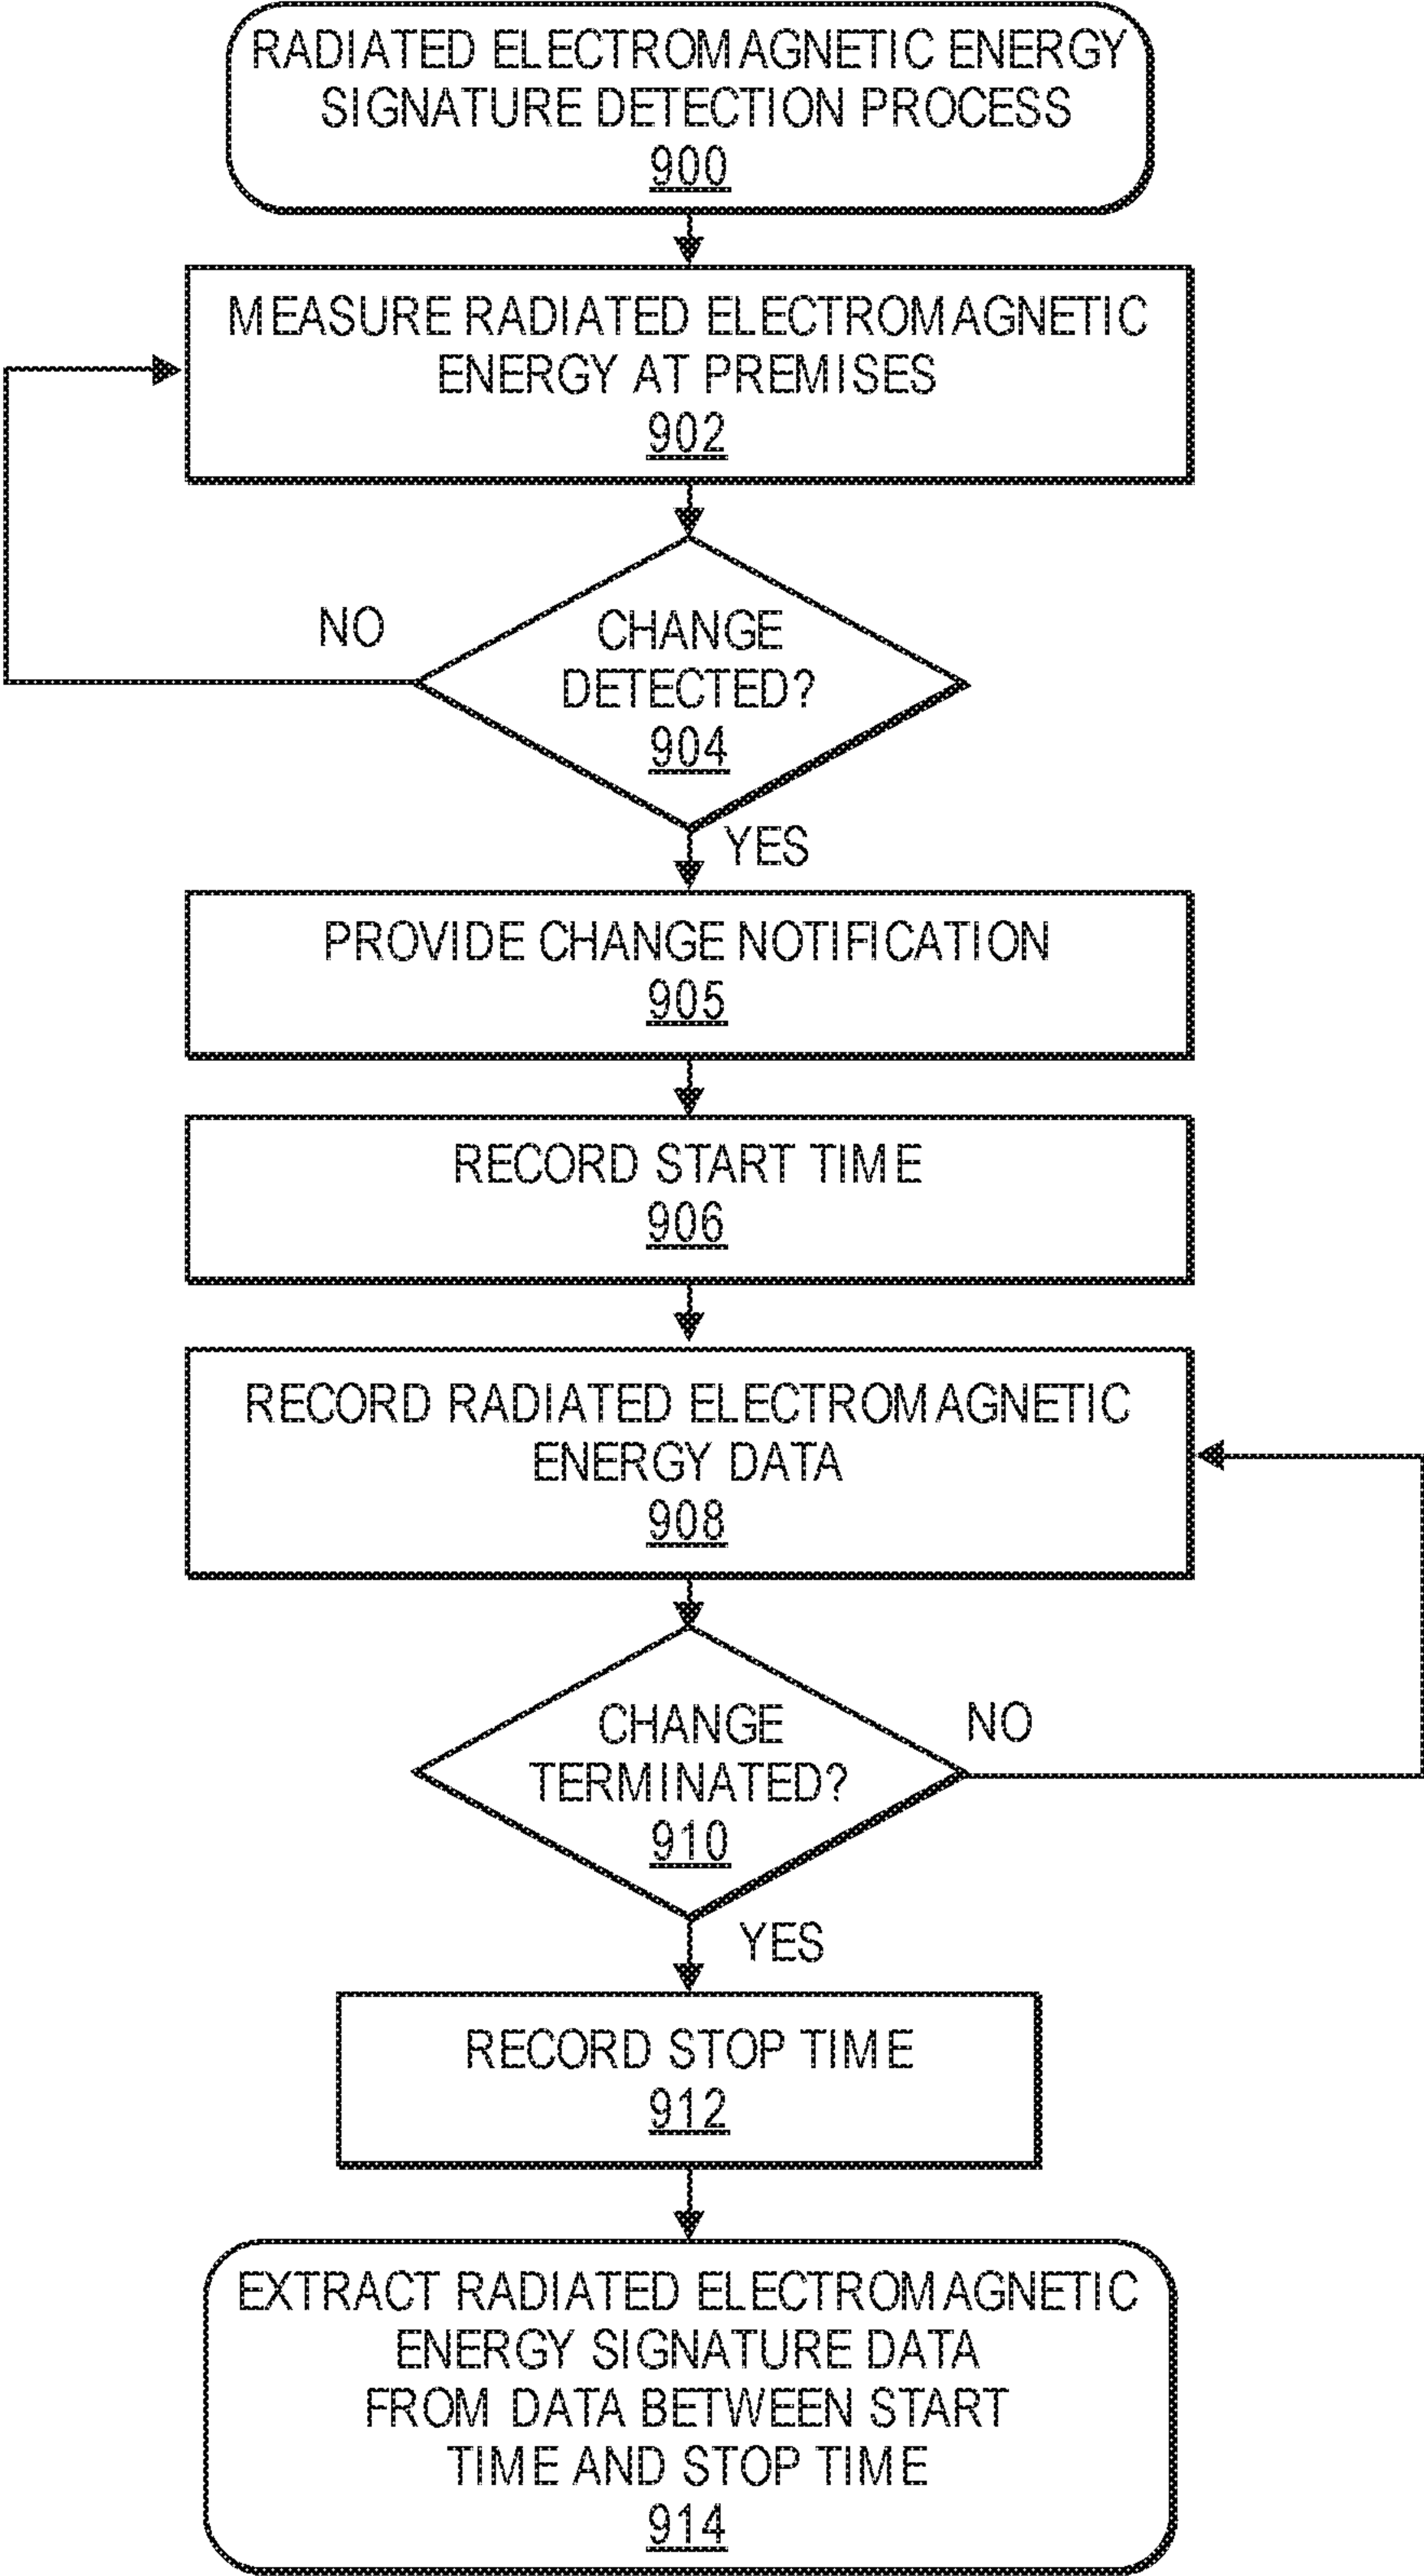 RADIATED ELECTROMAGNETIC ENERGY
SIGNATURE DETECTION PROCESS
900
MEASURE RADIATED ELECTROMAGNETIC
ENERGY AT PREMISES
902
NO
CHANGE
DETECTED?
904
YES
PROVIDE CHANGE NOTIFICATION
905
RECORD START TIME
906
RECORD RADIATED ELECTROMAGNETIC
ENERGY DATA
908
CHANGE
TERMINATED?
910
NO
YES
RECORD STOP TIME
912
EXTRACT RADIATED ELECTROMAGNETIC
ENERGY SIGNATURE DATA
FROM DATA BETWEEN START
TIME AND STOP TIME
914